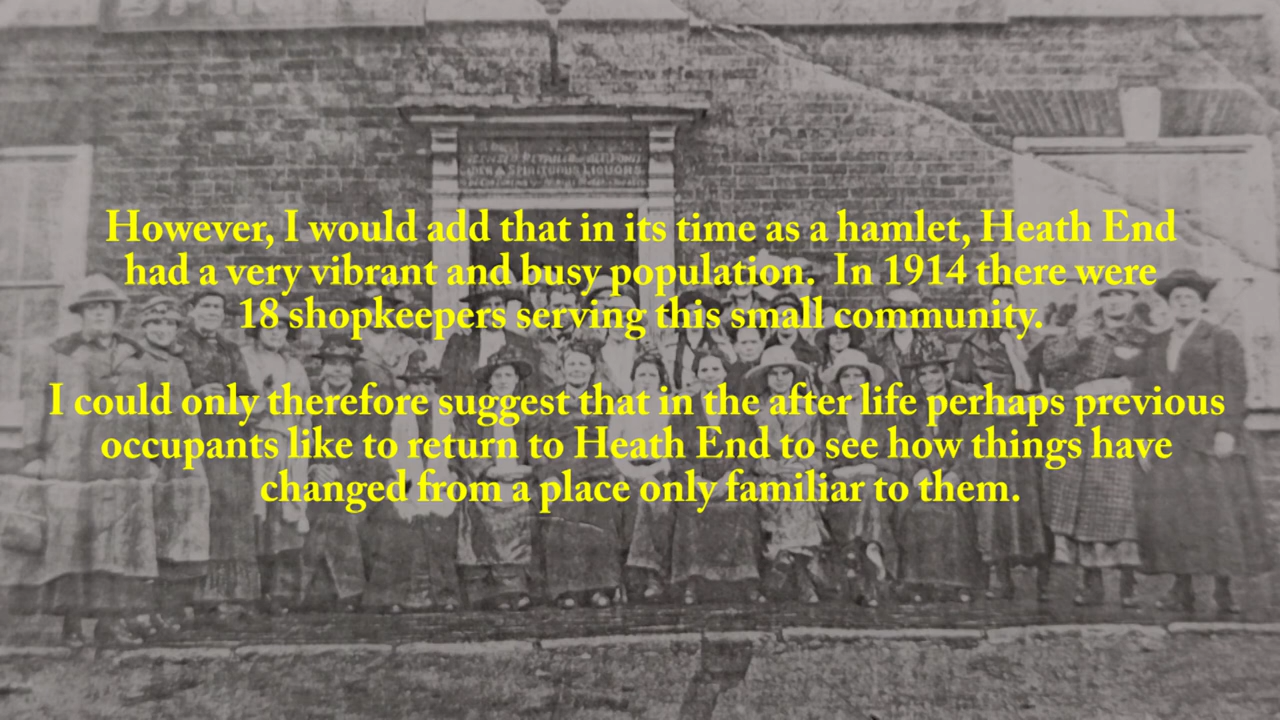 SPIRITUOUS LIQUORS
However, I would add that in its time as a hamlet, Heath End
had a very vibrant and busy population.  In 1914 there were
18 shopkeepers serving this small community.
I could only therefore suggest that in the after life perhaps previous
occupants like to return to Heath End to see how things have
changed from a place only familiar to them.